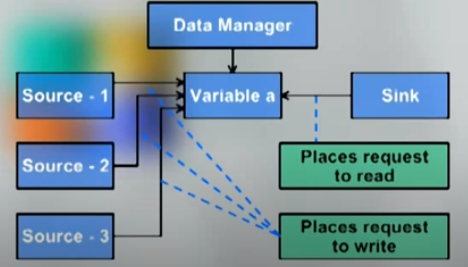 Data Manager
Source - 1
Variable a
Sink
Source - 2
Places request
to read
Source - 3
Places request
to write